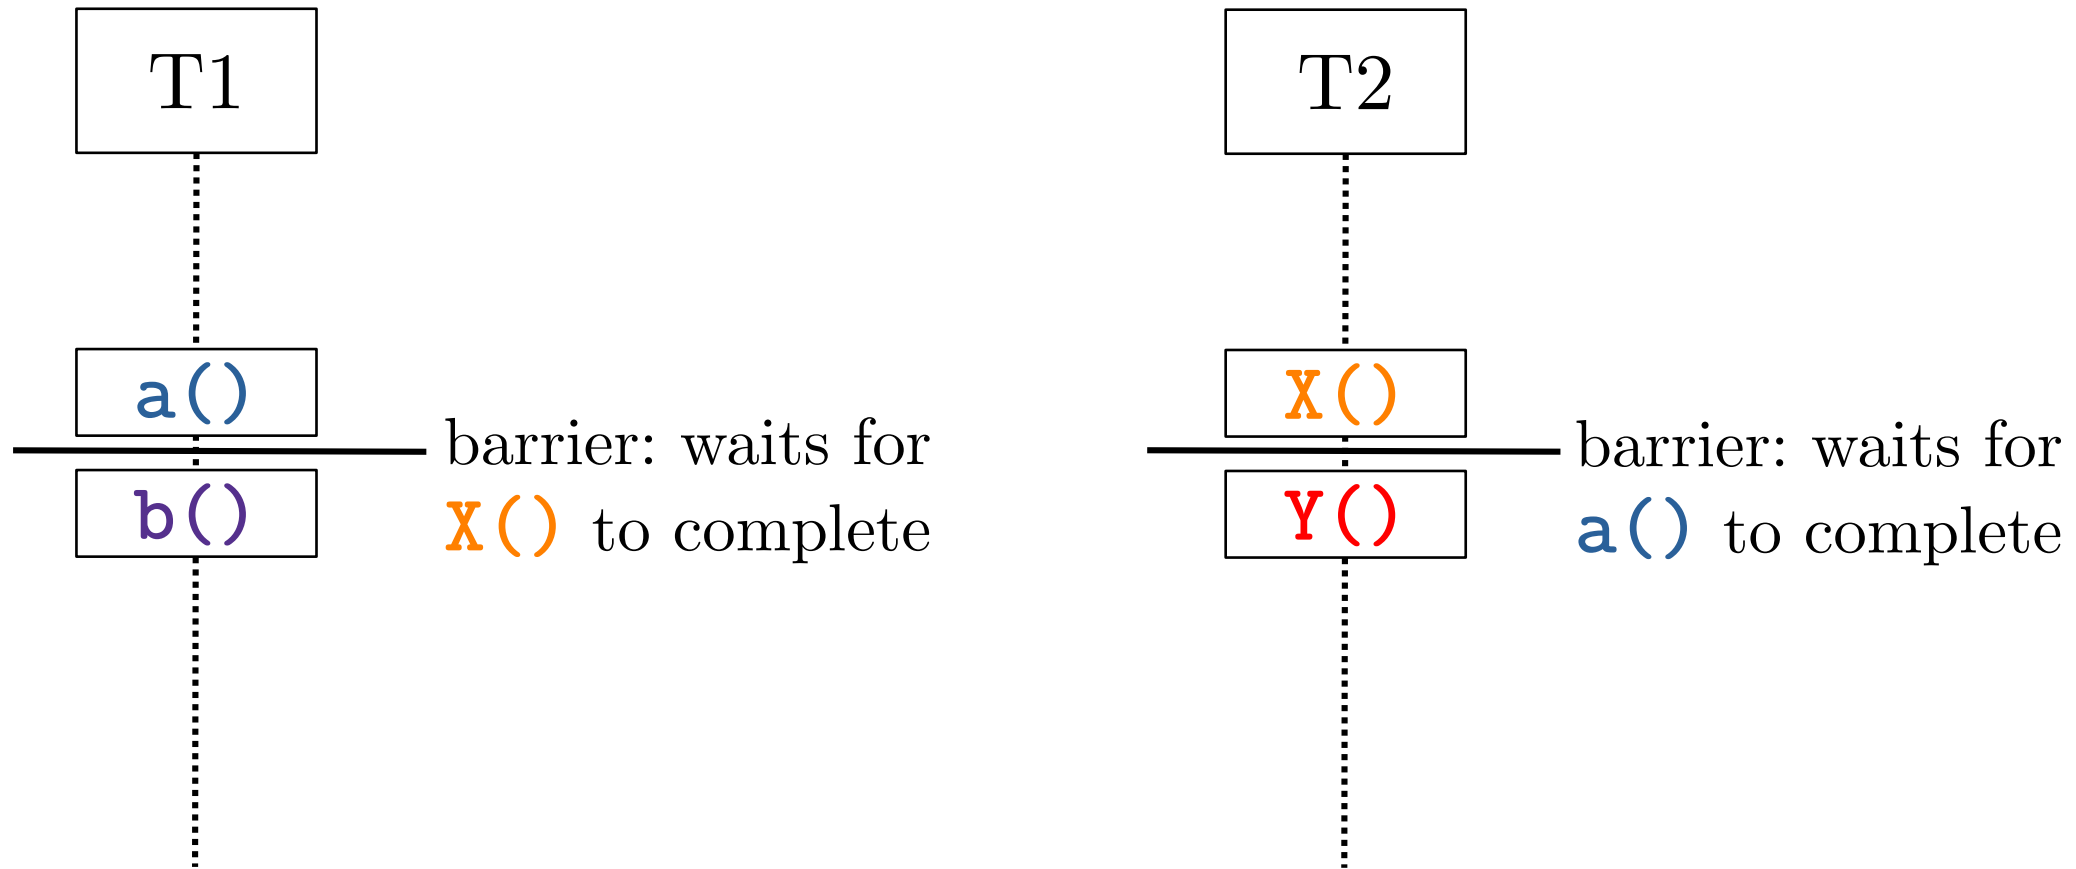 T1
T2
a()
b()
barrier: waits for
X() to complete
X()
Y()
barrier: waits for
a() to complete